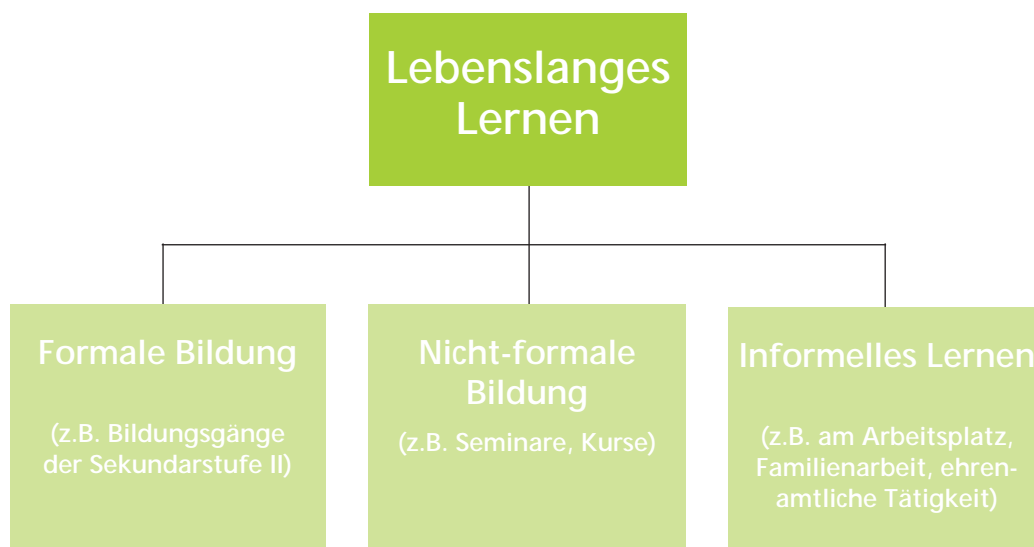 Lebenslanges
Lernen
Formale Bildung
(z.B. Bildungsgänge
der Sekundarstufe II)
Nicht-formale
Bildung
(z.B. Seminare, Kurse)
Informelles Lernen
(z.B. am Arbeitsplatz,
Familienarbeit, ehren-
amtliche Tätigkeit)